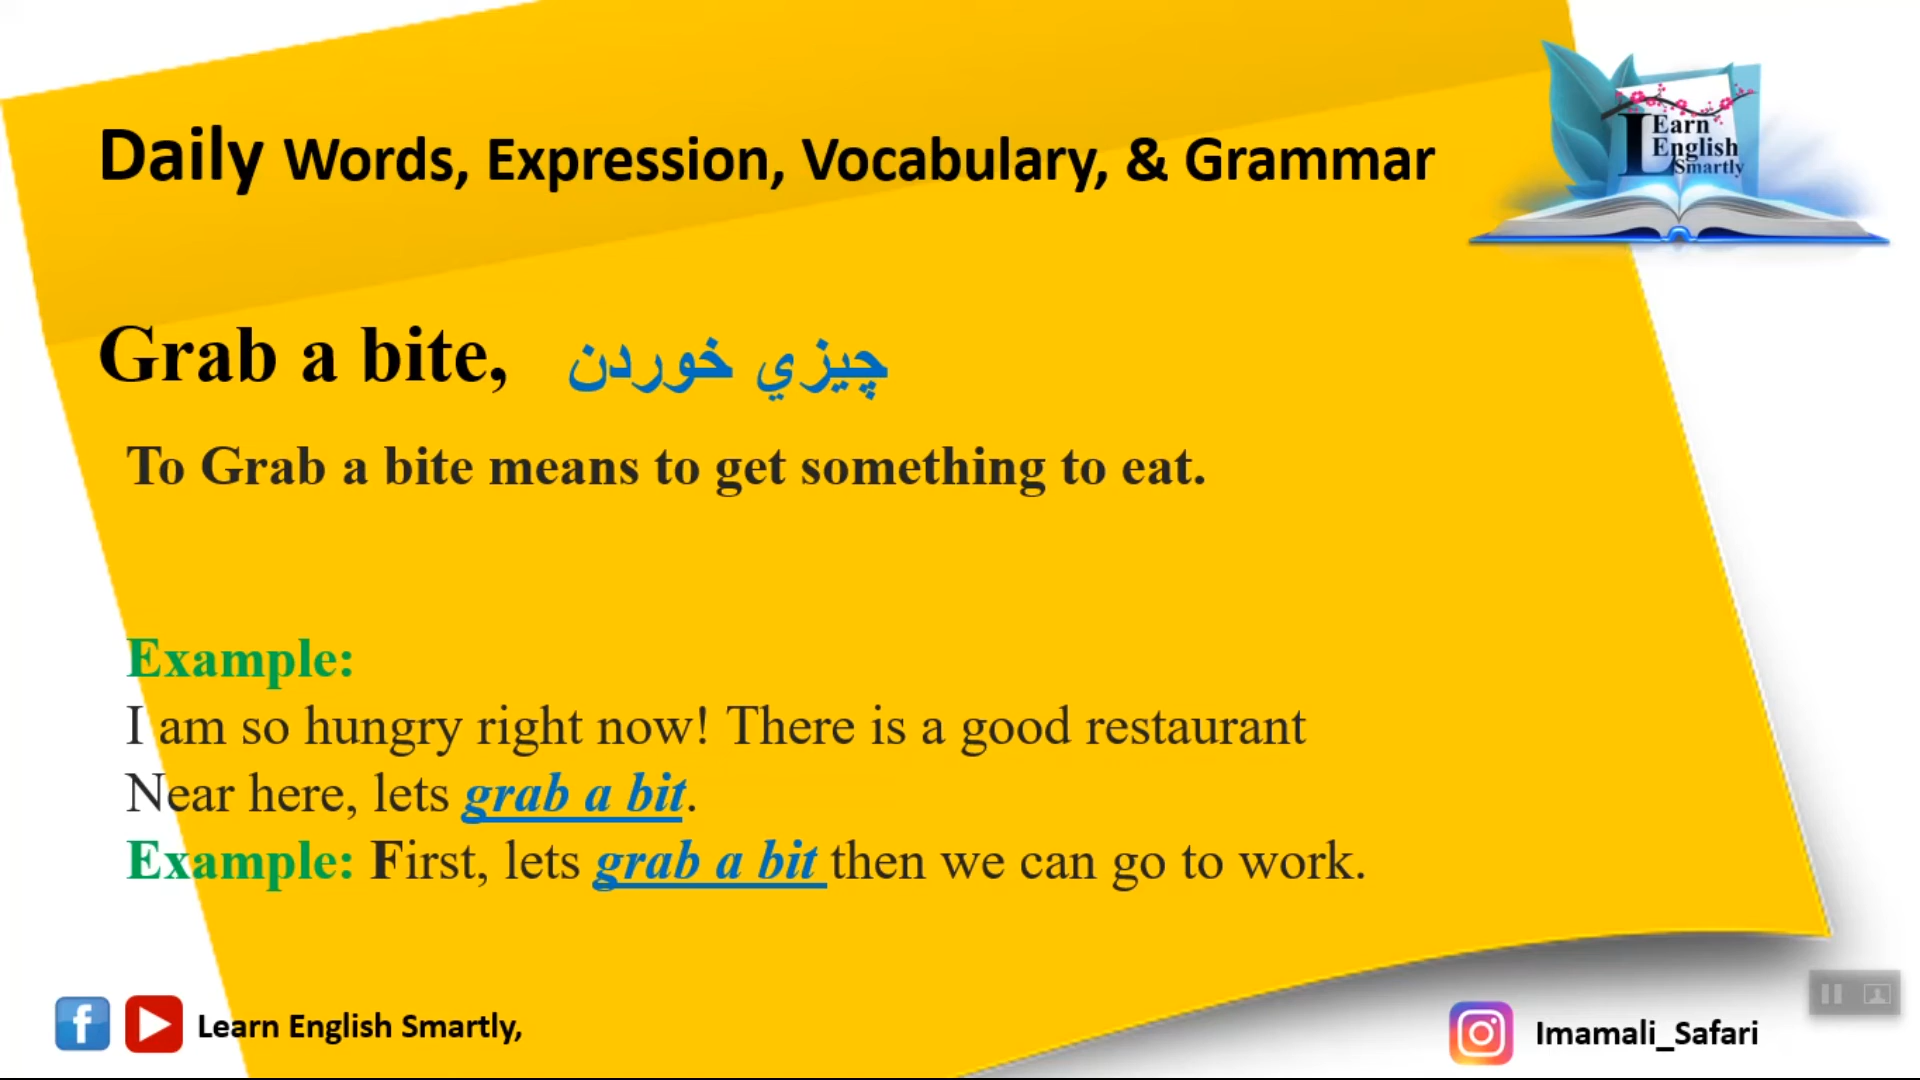 Daily Words, Expression, Vocabulary, & Grammar
Learn
English
Smartly
Grab a bite, چيزي خوردن
To Grab a bite means to get something to eat.
Example:
I am so hungry right now! There is a good restaurant
Near here, lets grab a bit.
Example: First, lets grab a bit then we can go to work.
Learn English Smartly,
Imamali_Safari